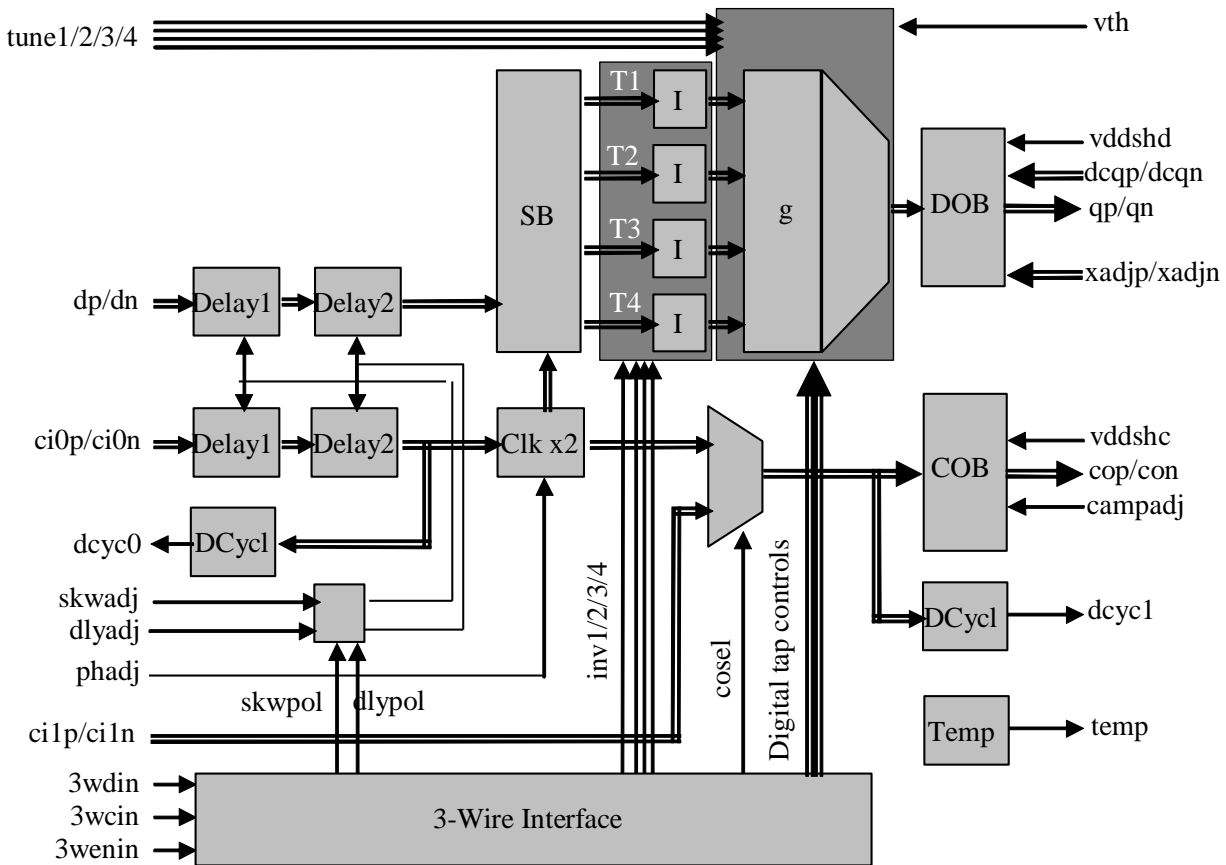 tune1/2/3/4
vth
T1
I
T2
I
T3
I
T4
I
SB
g
DOB
vddshd
dcqp/dcqn
qp/qn
xadjp/xadjn
dp/dn
Delay1
Delay2
ci0p/ci0n
Delay1
Delay2
Clk x2
COB
vddshc
cop/con
campadj
dcyc0
DCycl
skwadj
dlyadj
phadj
skwpol
dlypol
inv1/2/3/4
cosel
Digital tap controls
DCycl
dcyc1
ci1p/ci1n
Temp
temp
3wdin
3wcin
3wenin
3-Wire Interface